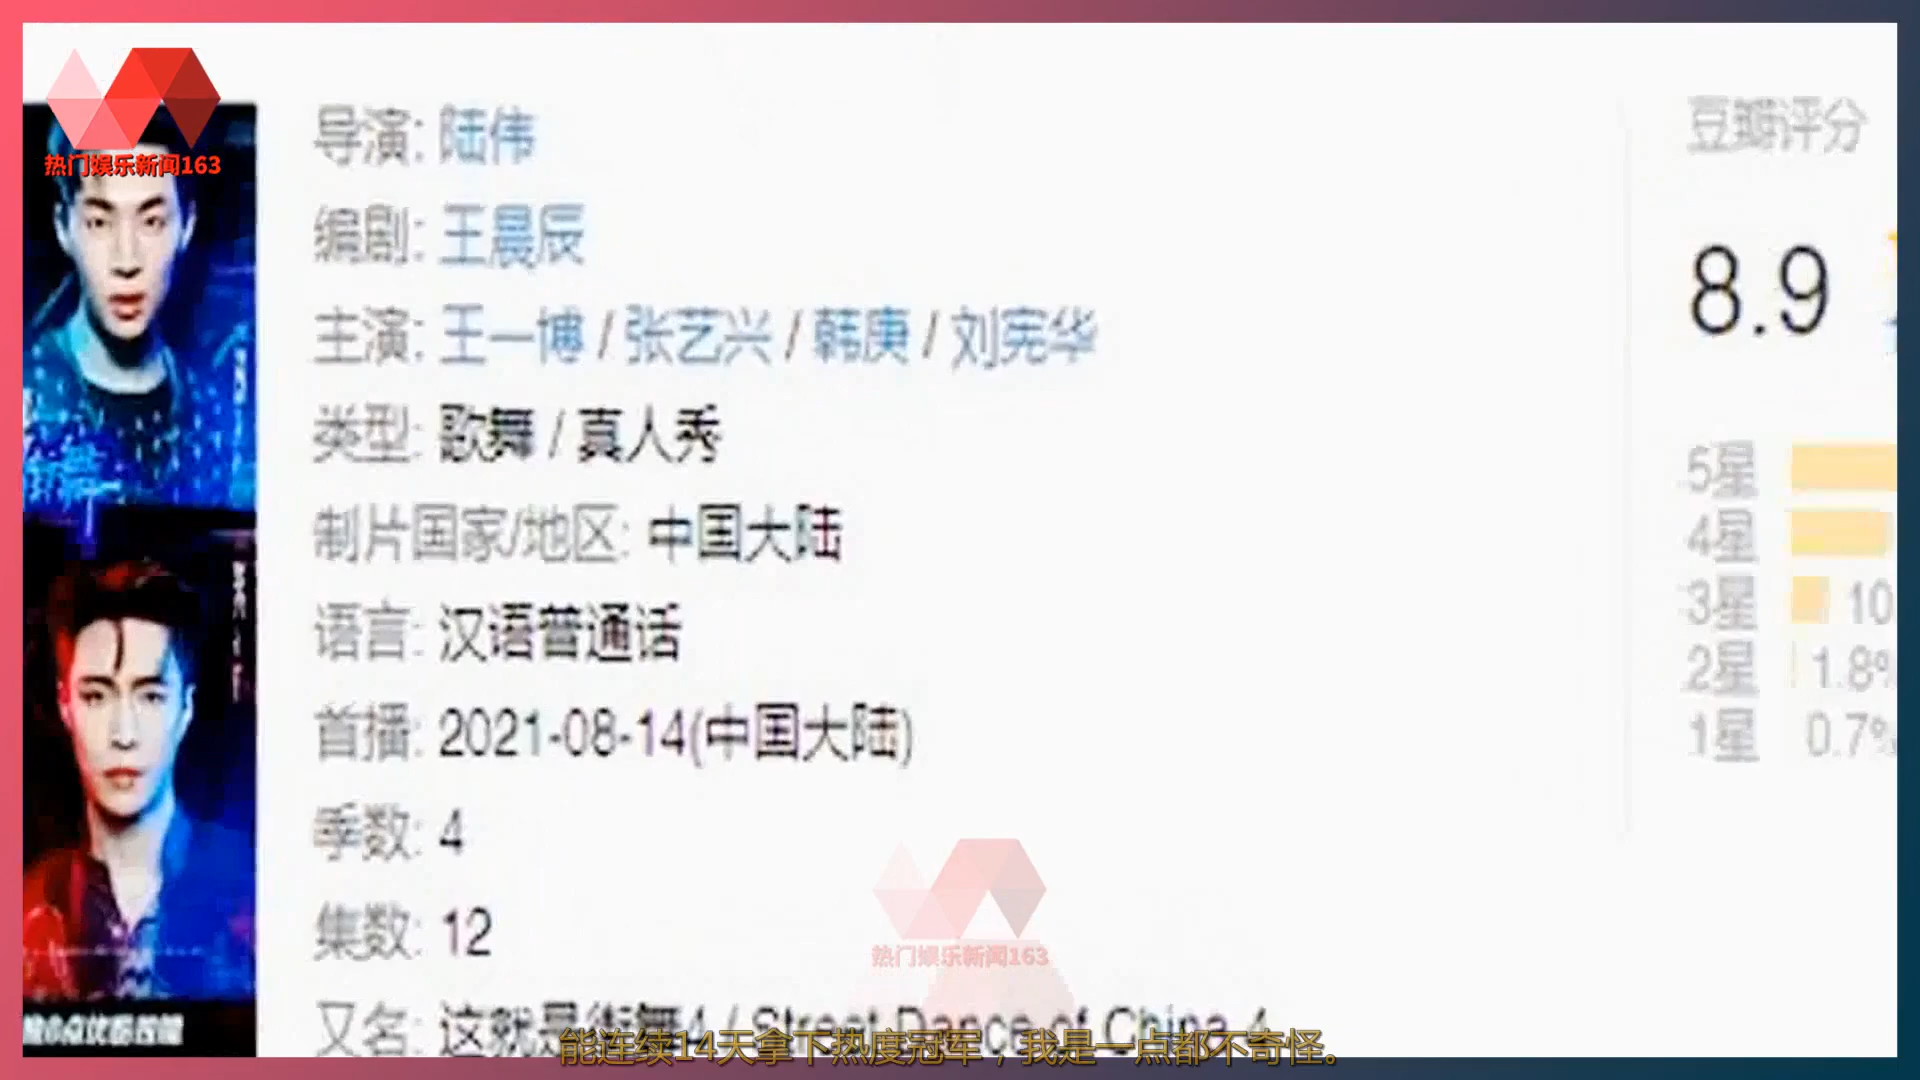 热门娱乐新闻163
导演: 陆伟
编剧: 王晨辰
主演: 王一博 / 张艺兴 / 韩庚 / 刘宪华
类型: 歌舞 / 真人秀
制片国家/地区: 中国大陆
语言: 汉语普通话
首播: 2021-08-14(中国大陆)
季数: 4
集数: 12
又名: 这就是街舞4 / Street Dance of China 4
豆瓣评分
8.9
5星
4星
3星 10
2星 1.8%
1星 0.7%
热门娱乐新闻163
能连续14天拿下热度冠军，我是一点都不奇怪。